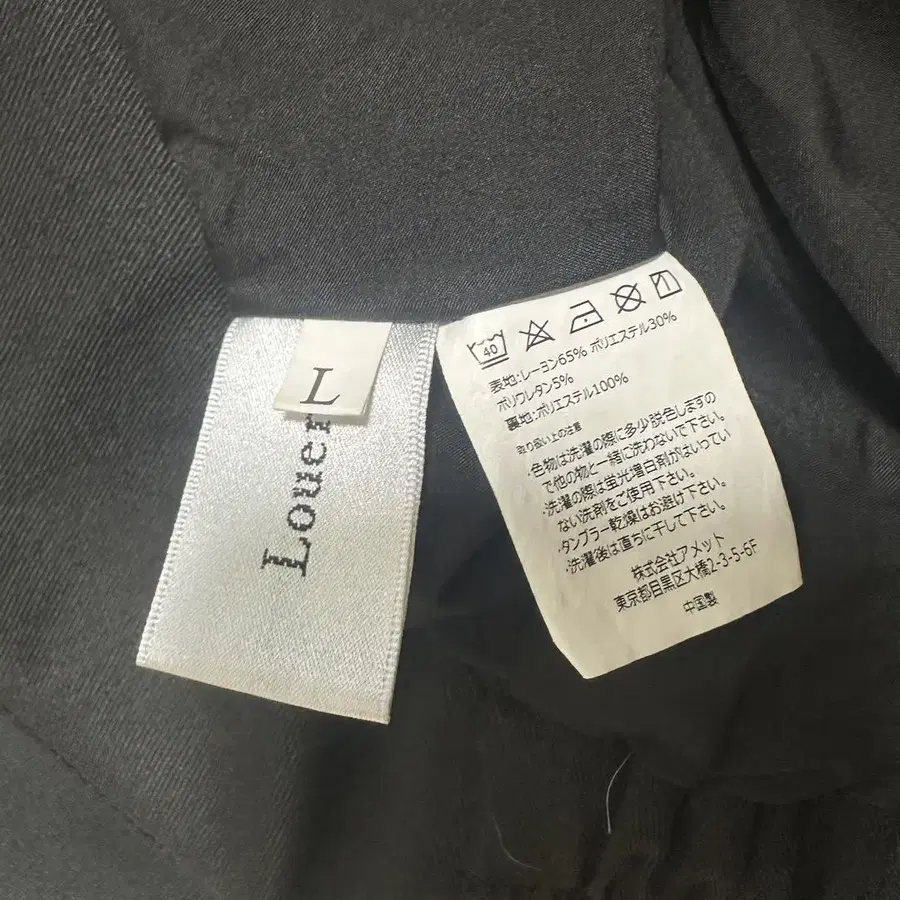 L
Louer
40
表地:レーヨン65% ポリエステル30%
ポリウレタン5%
裏地:ポリエステル100%
取り扱い上の注意
・色物は洗濯の際に多少脱色しますの
で他の物と一緒に洗わないで下さい。
・洗濯の際は蛍光増白剤がはいってい
ない洗剤をご使用下さい。
・タンブラー乾燥はお避け下さい。
・洗濯後は直ちに干して下さい。
株式会社アメット
東京都目黒区大橋2-3-5-6F
中国製